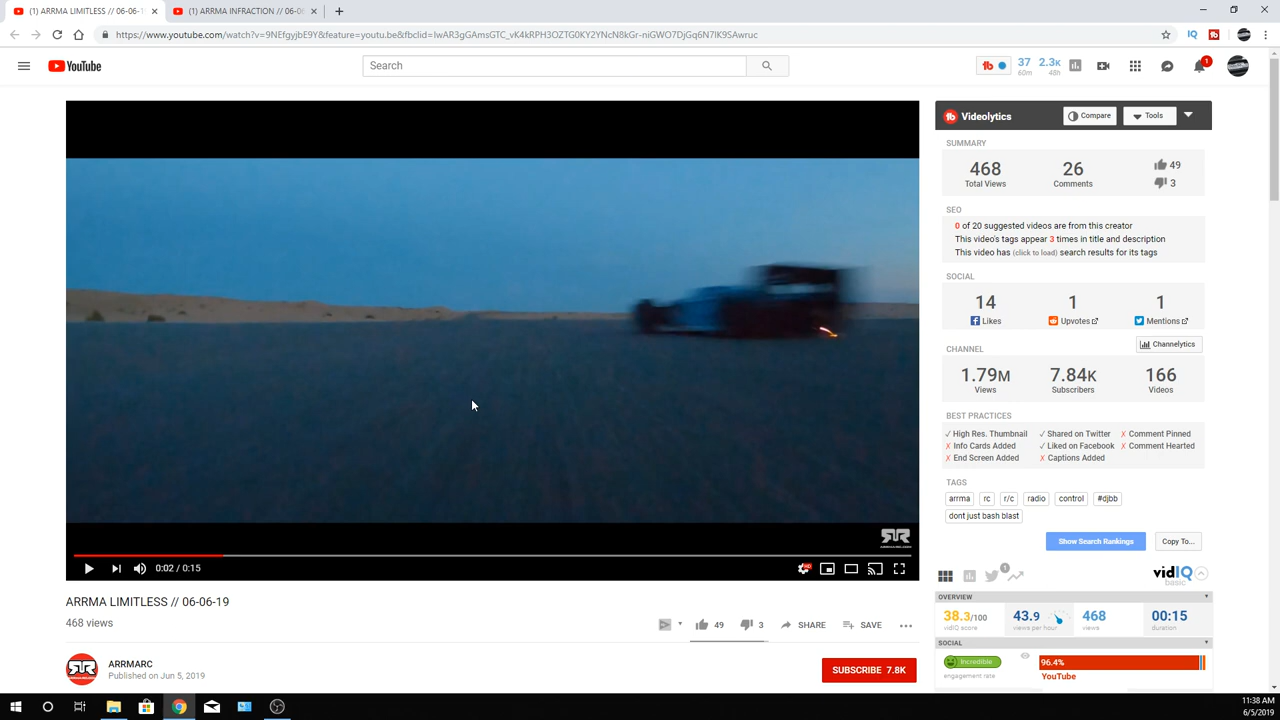 (1) ARRMA LIMITLESS // 06-06-19
(1) ARRMA INFRACTION // 06-0
https://www.youtube.com/watch?v=9NEfgyjbE9Y&feature=youtu.be&fbclid=IwAR3gGAmsGTC_vK4kRPH3OZTG0KY2YNcN8kGr-niGWO7DJGq6N7IK9SAwruc
IQ
YouTube
Search
37
60m
2.3K
48h
1
Videolytics
Compare
Tools
SUMMARY
468
Total Views
26
Comments
49
3
SEO
0 of 20 suggested videos are from this creator
This video's tags appear 3 times in title and description
This video has (click to load) search results for its tags
SOCIAL
14
Likes
1
Upvotes
1
Mentions
CHANNEL
Channelytics
1.79M
Views
7.84K
Subscribers
166
Videos
BEST PRACTICES
✓ High Res. Thumbnail
✓ Shared on Twitter
✗ Comment Pinned
✗ Info Cards Added
✓ Liked on Facebook
✗ Comment Hearted
✗ End Screen Added
✗ Captions Added
TAGS
arrma
rc
r/c
radio
control
#djbb
dont just bash blast
Show Search Rankings
Copy To...
1
vidIQ
basic
OVERVIEW
38.3/100
vidIQ score
43.9
views per hour
468
views
00:15
duration
SOCIAL
Incredible
engagement rate
96.4%
YouTube
0:02 / 0:15
HD
ARRMA LIMITLESS // 06-06-19
468 views
49
3
SHARE
SAVE
ARRMARC
Published on Jun 5, 2019
SUBSCRIBE 7.8K
11:38 AM
6/5/2019